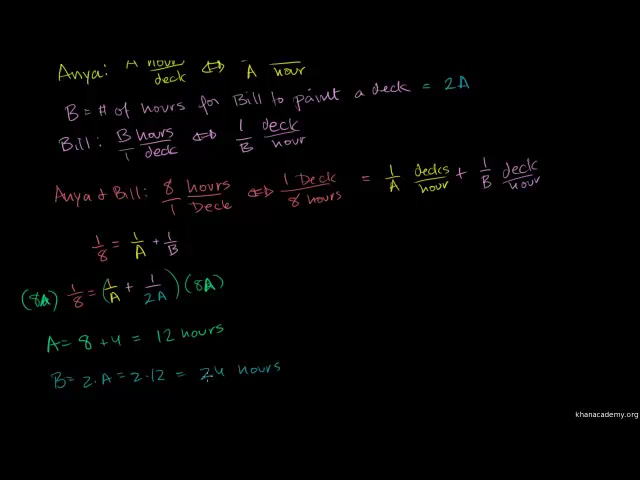 Anya: A hours/deck ⇔ /A hour
B = # of hours for Bill to paint a deck = 2A
Bill: B hours/1 deck ⇔ 1/B deck/hour
Anya + Bill: 8 hours/1 Deck ⇔ 1 Deck/8 hours = 1/A decks/hour + 1/B deck/hour
1/8 = 1/A + 1/B
(8A) 1/8 = (1/A + 1/2A) (8A)
A = 8 + 4 = 12 hours
B = 2·A = 2·12 = 24 hours
khanacademy.org